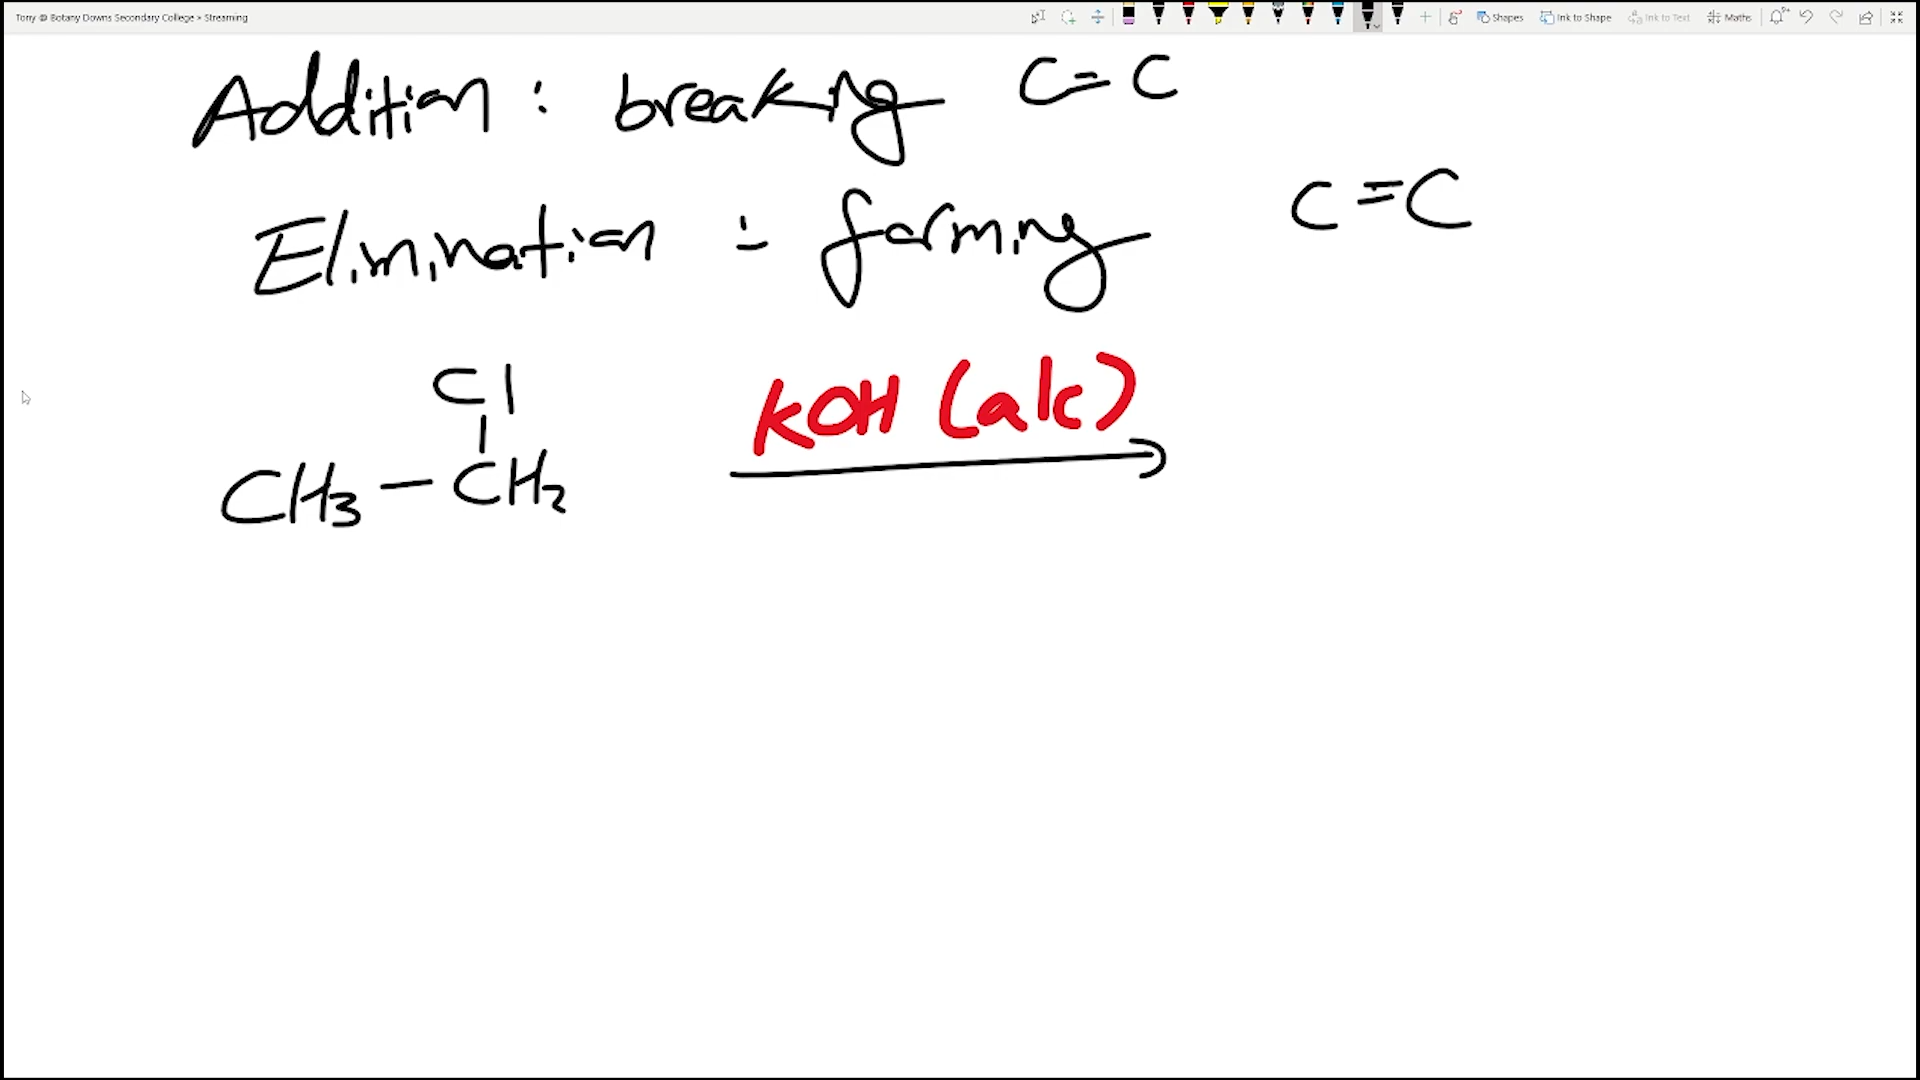 Tony @ Botany Downs Secondary College » Streaming
Shapes Ink to Shape Ink to Text Maths
Addition : breaking C=C
Elimination : forming C=C
Cl
KOH (alc)
CH3 — CH2